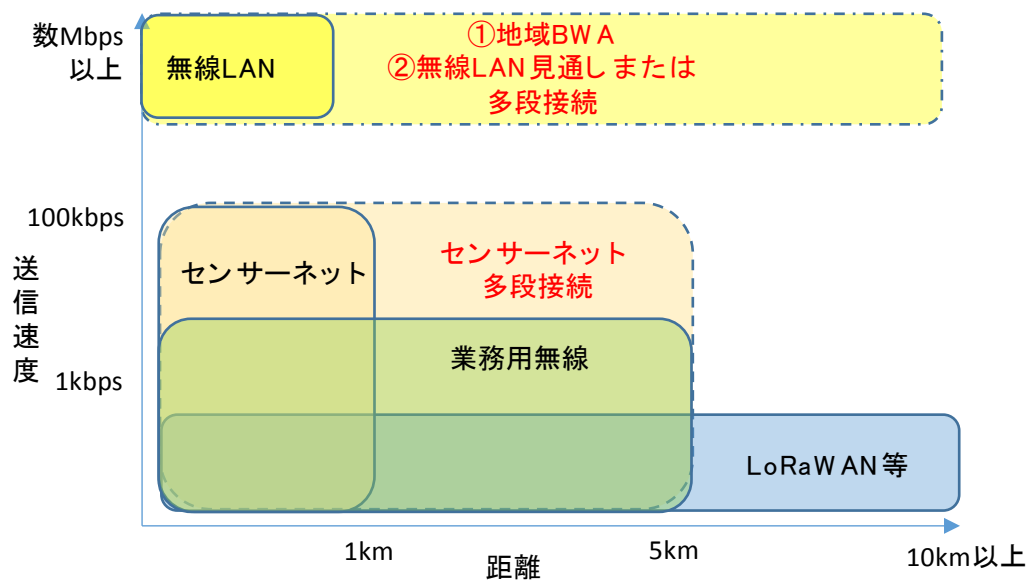 数Mbps
以上
無線LAN
①地域BWA
②無線LAN見通しまたは
多段接続
100kbps
センサーネット
センサーネット
多段接続
送信速度
業務用無線
1kbps
LoRaWAN等
1km
5km
10km以上
距離